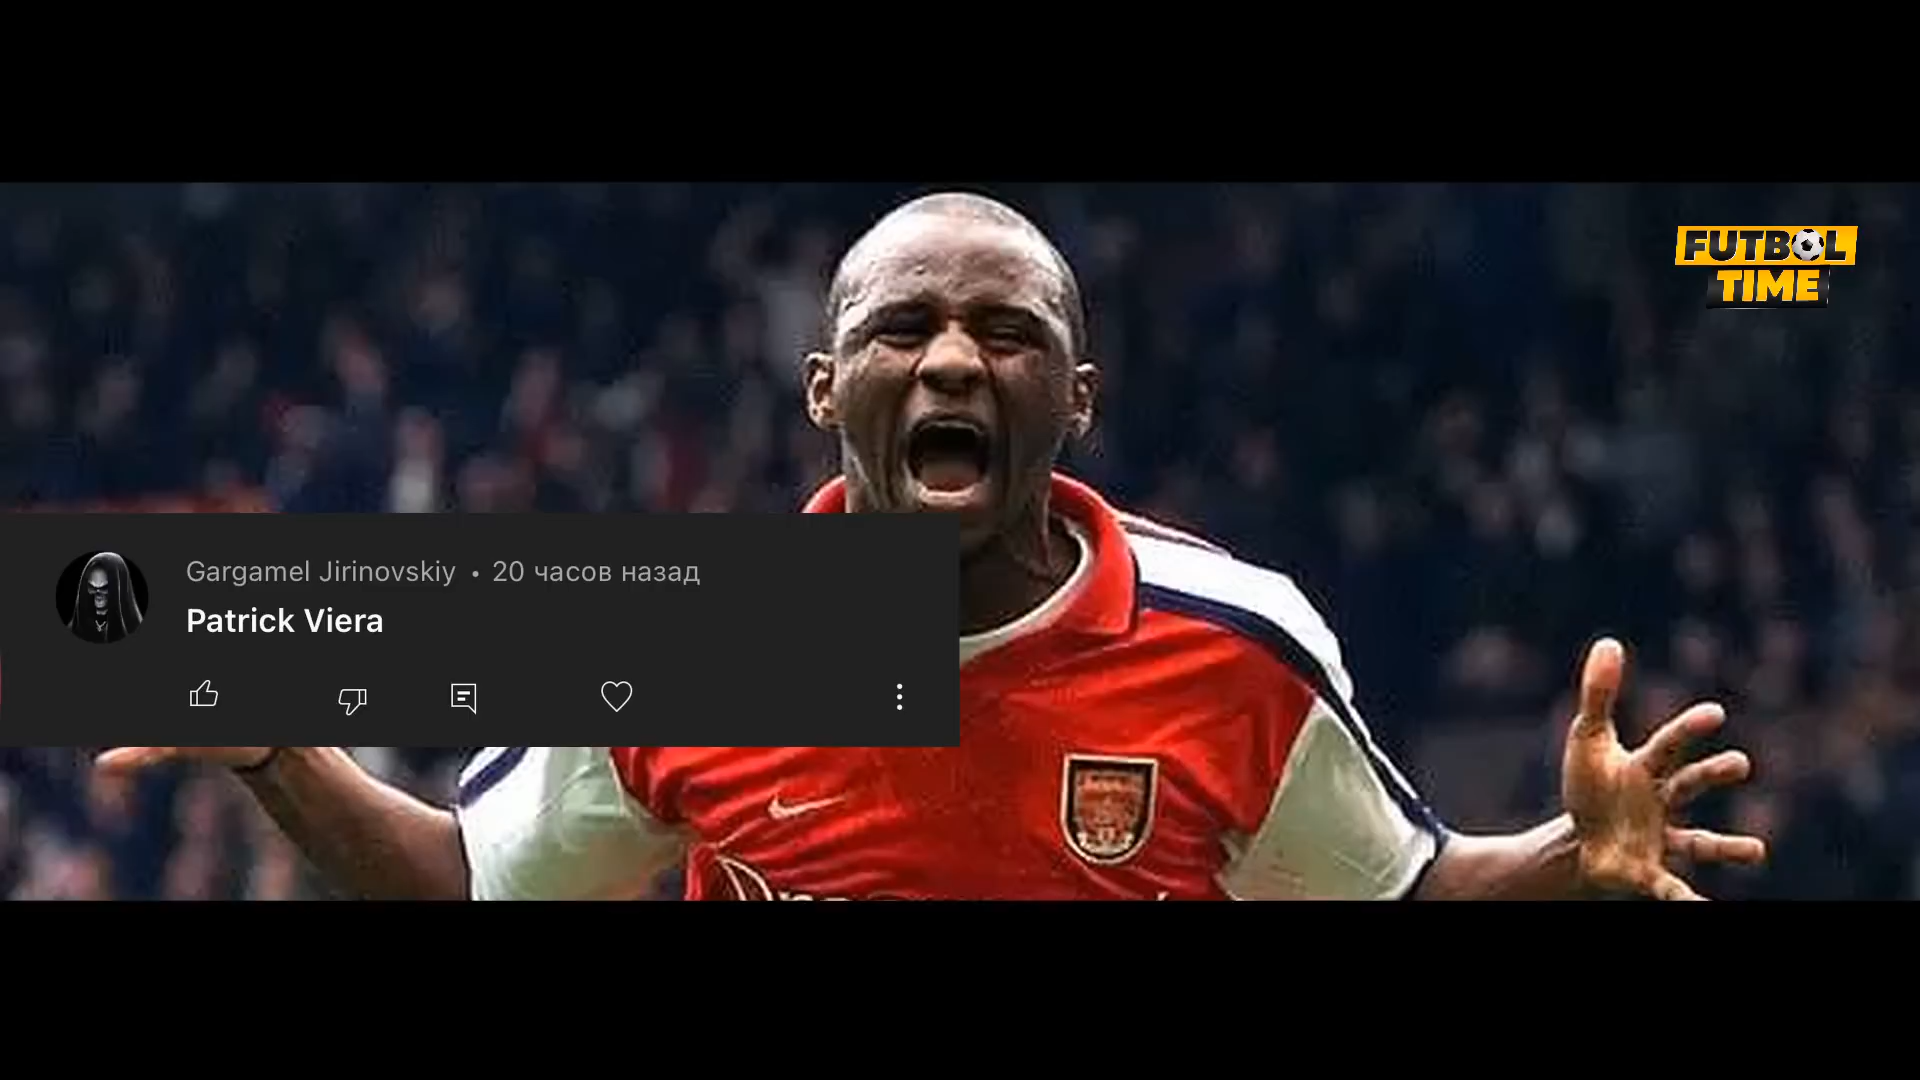 FUTBOL
TIME
Gargamel Jirinovskiy • 20 часов назад
Patrick Viera